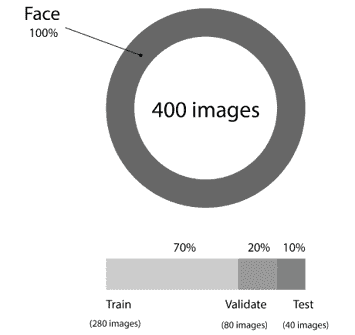 Face
100%
400 images
70% 20% 10%
Train Validate Test
(280 images) (80 images) (40 images)